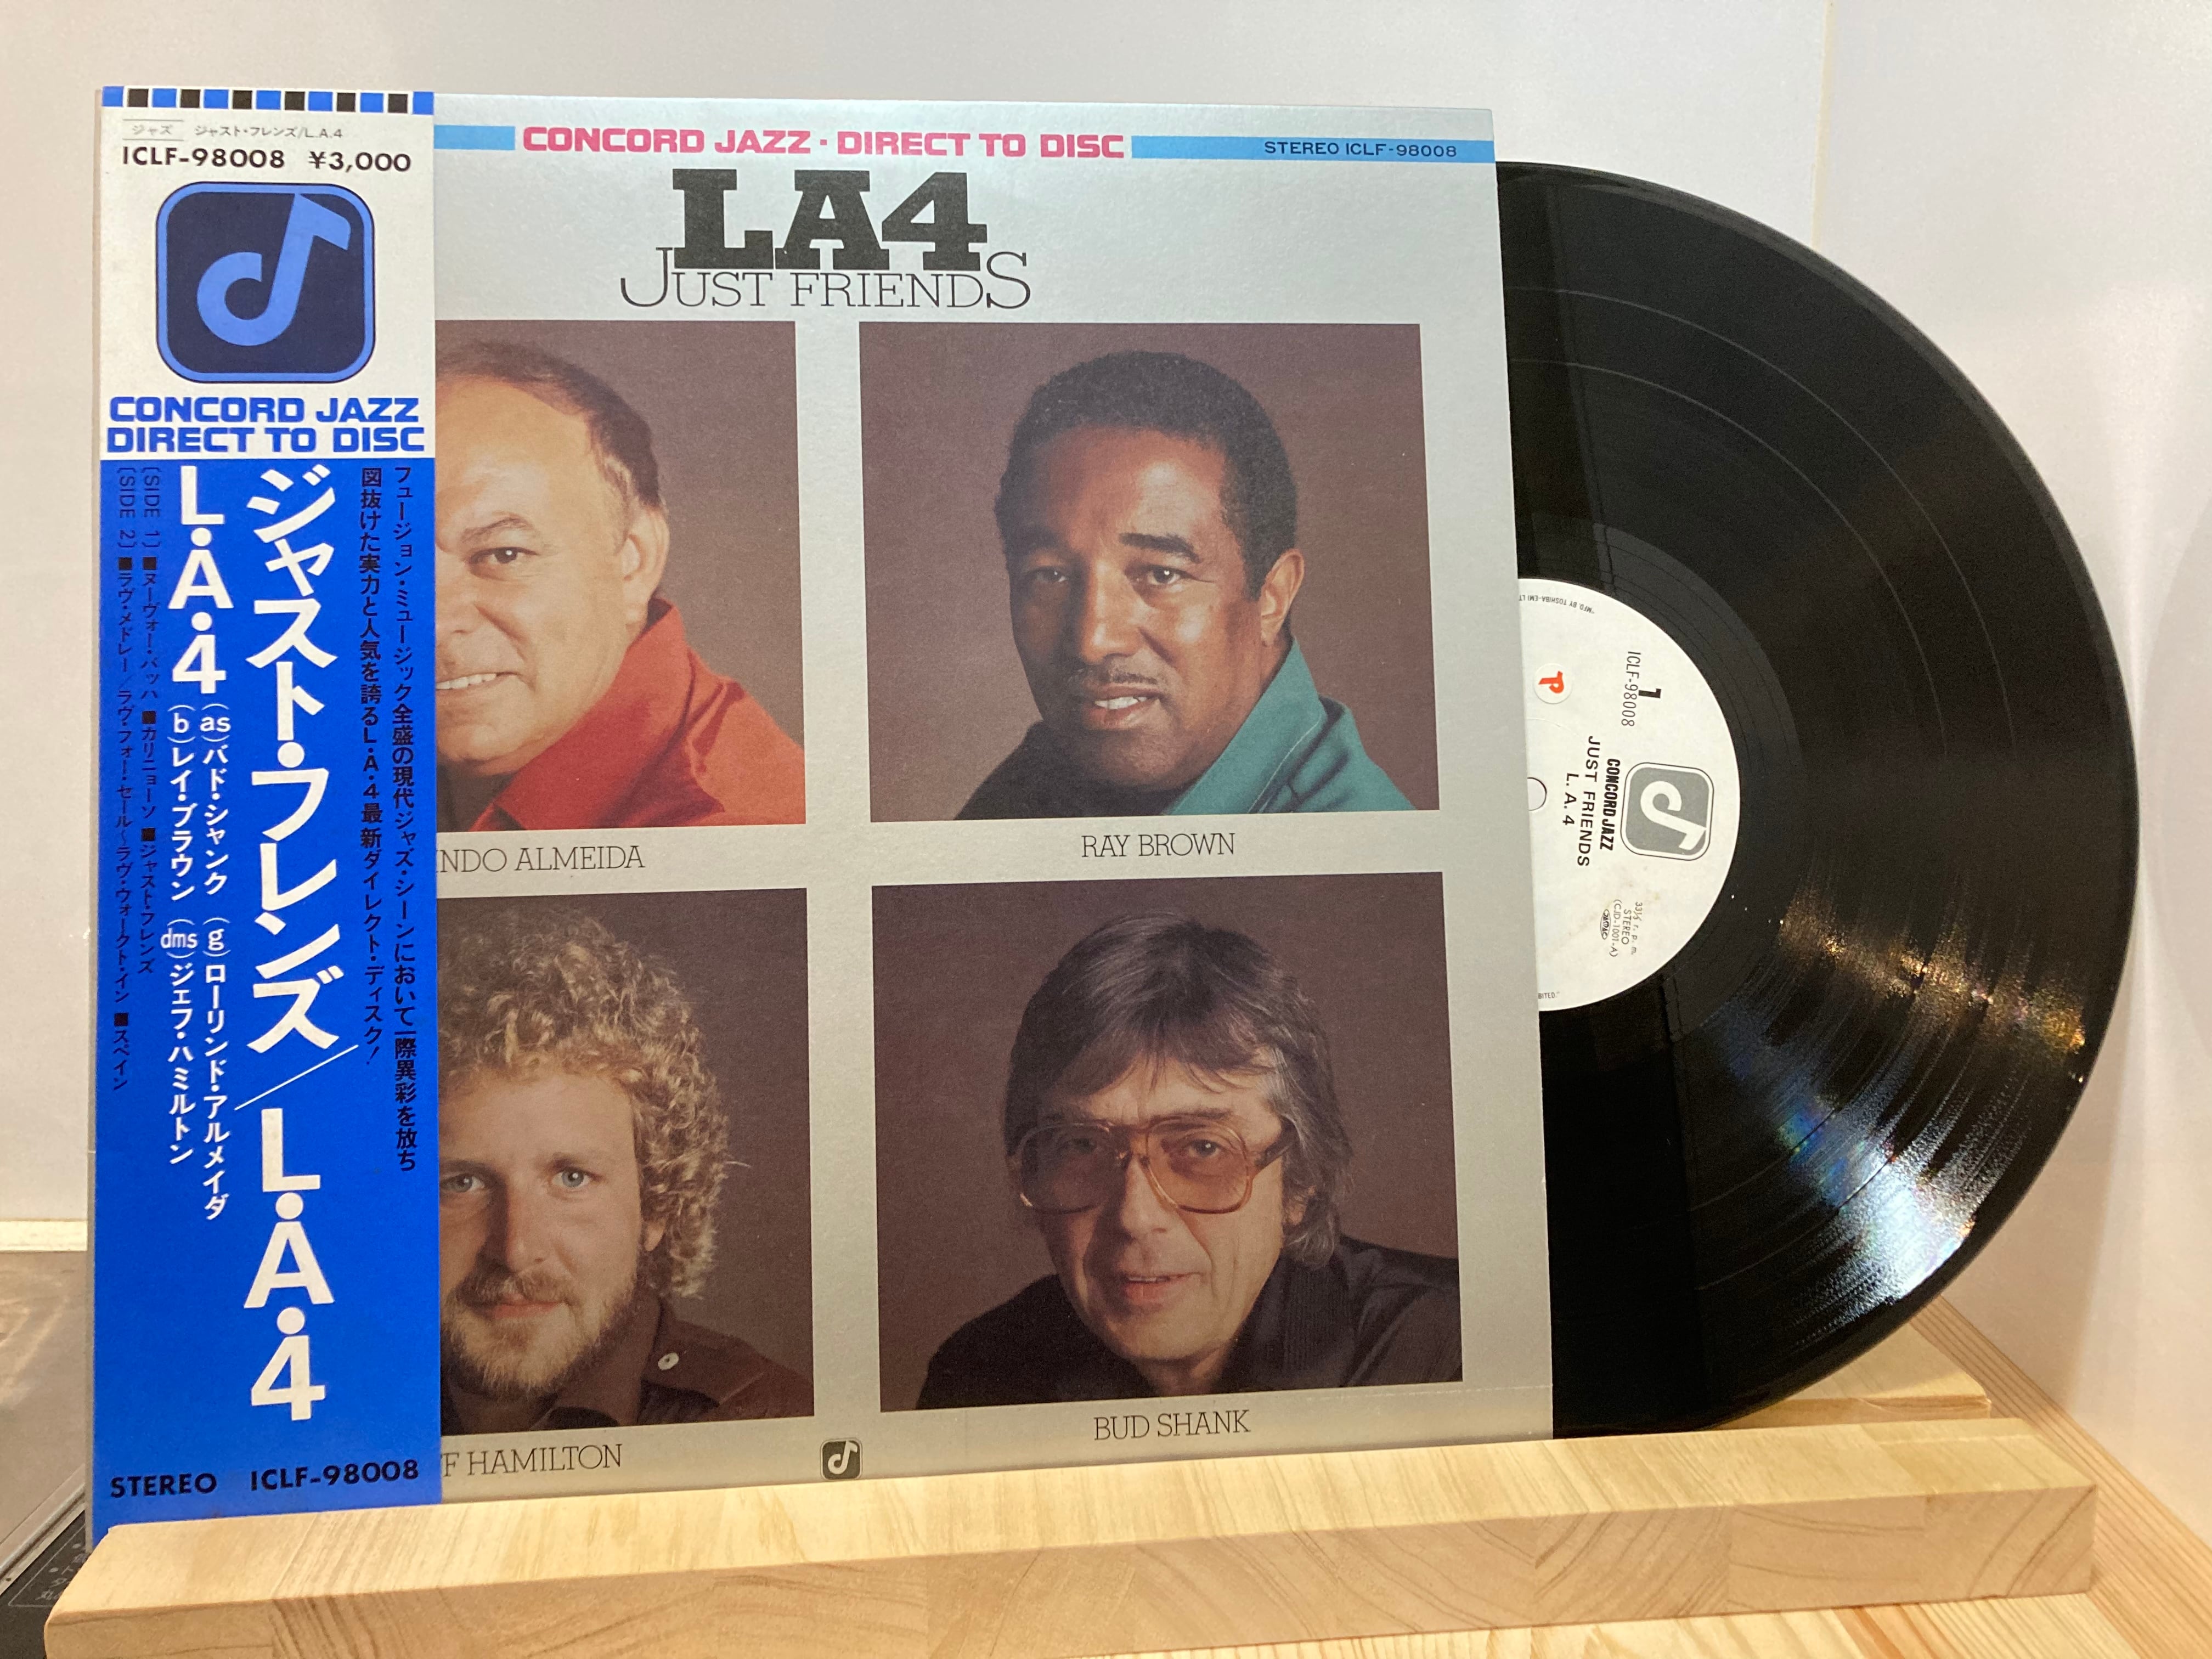 ジャズ ジャスト・フレンズ/L.A.4
ICLF-98008 ¥3,000
CONCORD JAZZ
DIRECT TO DISC
フュージョン・ミュージック全盛の現代ジャズ・シーンにおいて一際異彩を放ち
図抜けた実力と人気を誇るL・A・4最新ダイレクト・ディスク!
ジャスト・フレンズ/L・A・4
L・A・4
(as)バド・シャンク (g)ローリンド・アルメイダ
(b)レイ・ブラウン (dms)ジェフ・ハミルトン
(SIDE 1) ■ヌーヴォー・バッハ ■カリニョーソ ■ジャスト・フレンズ
(SIDE 2) ■ラヴ・メドレー/ラヴ・フォー・セール~ラヴ・ウォークト・イン ■スペイン
STEREO ICLF-98008
CONCORD JAZZ · DIRECT TO DISC
STEREO ICLF-98008
LA4
JUST FRIENDS
NDO ALMEIDA
RAY BROWN
F HAMILTON
BUD SHANK
"MFD. BY TOSHIBA-EMI LT
ICLF-98008
1
P
CONCORD JAZZ
JUST FRIENDS
L. A. 4
33⅓ r. p. m.
STEREO
(CJD-1001-A)
BITED."